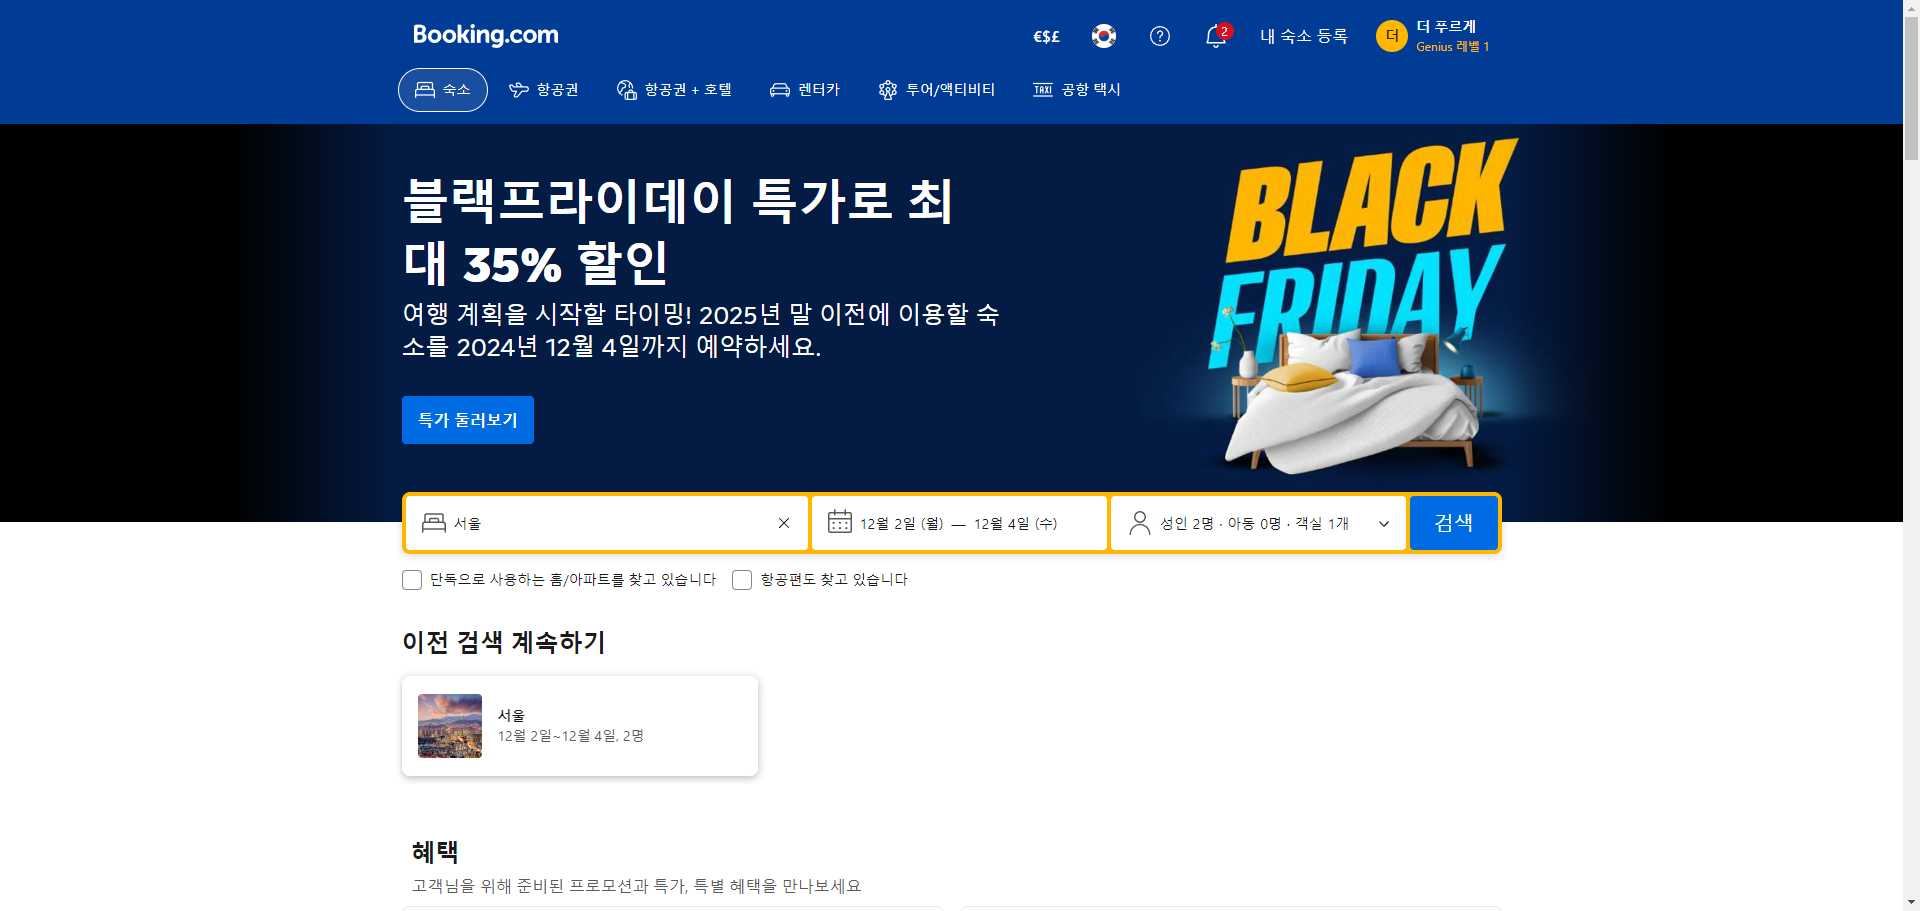 Booking.com
€$£
2
내 숙소 등록
더
더 푸르게
Genius 레벨 1
숙소
항공권
항공권 + 호텔
렌터카
투어/액티비티
TAXI
공항 택시
블랙프라이데이 특가로 최
대 35% 할인
여행 계획을 시작할 타이밍! 2025년 말 이전에 이용할 숙
소를 2024년 12월 4일까지 예약하세요.
특가 둘러보기
BLACK
FRIDAY
서울
12월 2일 (월) — 12월 4일 (수)
성인 2명 · 아동 0명 · 객실 1개
검색
단독으로 사용하는 홈/아파트를 찾고 있습니다
항공편도 찾고 있습니다
이전 검색 계속하기
서울
12월 2일~12월 4일, 2명
혜택
고객님을 위해 준비된 프로모션과 특가, 특별 혜택을 만나보세요